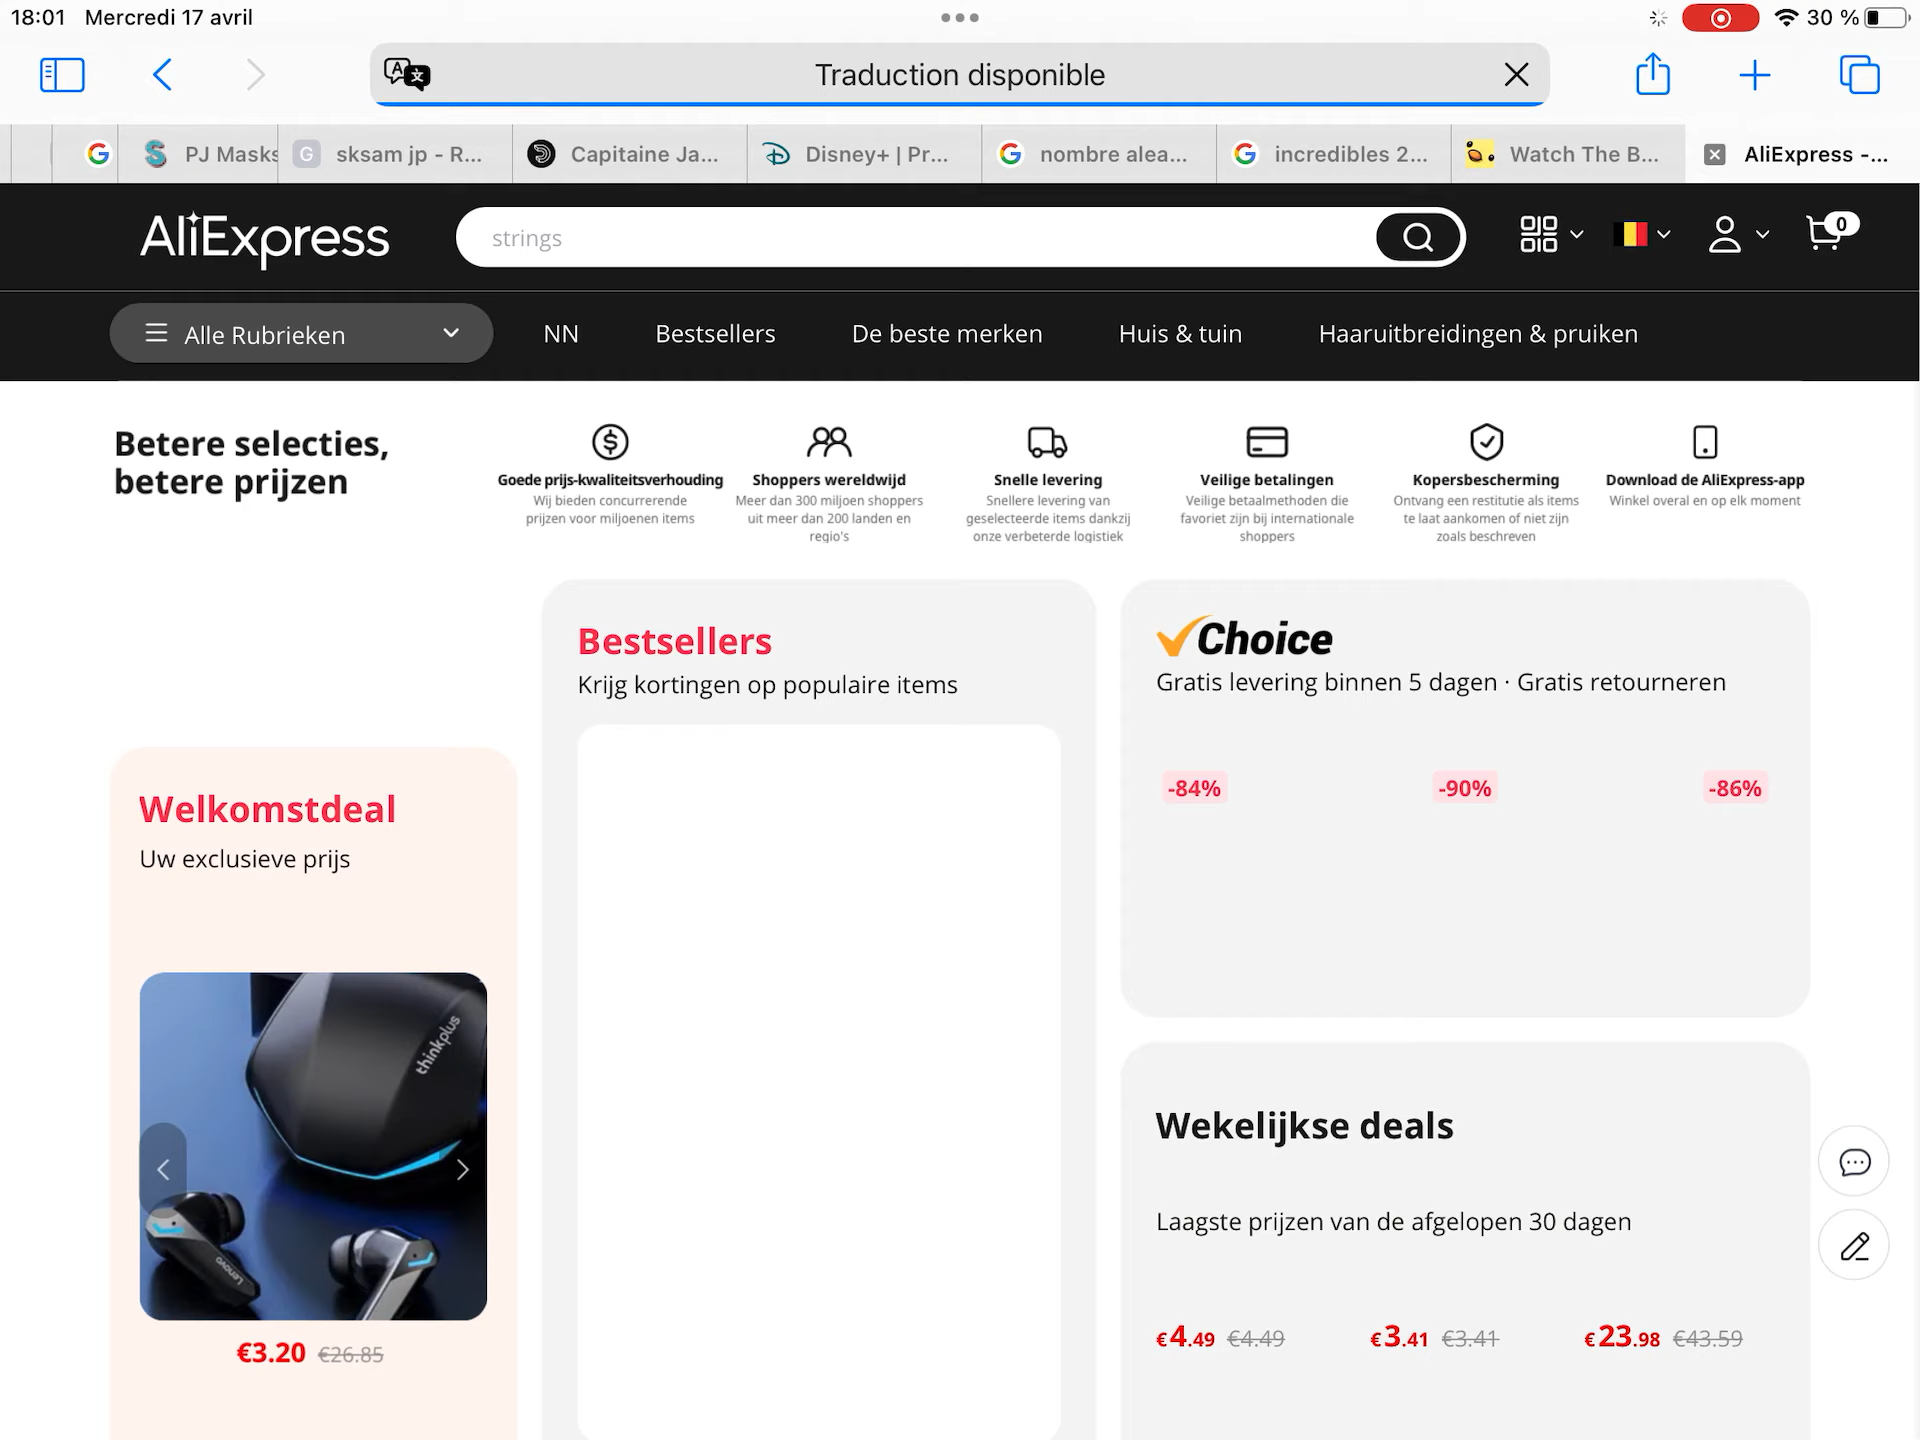 18:01 Mercredi 17 avril
30 %
Traduction disponible
PJ Masks
sksam jp - R...
Capitaine Ja...
Disney+ | Pr...
nombre alea...
incredibles 2...
Watch The B...
AliExpress -...
AliExpress
strings
0
Alle Rubrieken
NN
Bestsellers
De beste merken
Huis & tuin
Haaruitbreidingen & pruiken
Betere selecties,
betere prijzen
Goede prijs-kwaliteitsverhouding
Wij bieden concurrerende
prijzen voor miljoenen items
Shoppers wereldwijd
Meer dan 300 miljoen shoppers
uit meer dan 200 landen en
regio's
Snelle levering
Snellere levering van
geselecteerde items dankzij
onze verbeterde logistiek
Veilige betalingen
Veilige betaalmethoden die
favoriet zijn bij internationale
shoppers
Kopersbescherming
Ontvang een restitutie als items
te laat aankomen of niet zijn
zoals beschreven
Download de AliExpress-app
Winkel overal en op elk moment
Welkomstdeal
Uw exclusieve prijs
thinkplus
Lenovo
€3.20 €26.85
Bestsellers
Krijg kortingen op populaire items
Choice
Gratis levering binnen 5 dagen · Gratis retourneren
-84%
-90%
-86%
Wekelijkse deals
Laagste prijzen van de afgelopen 30 dagen
€4.49 €4.49
€3.41 €3.41
€23.98 €43.59